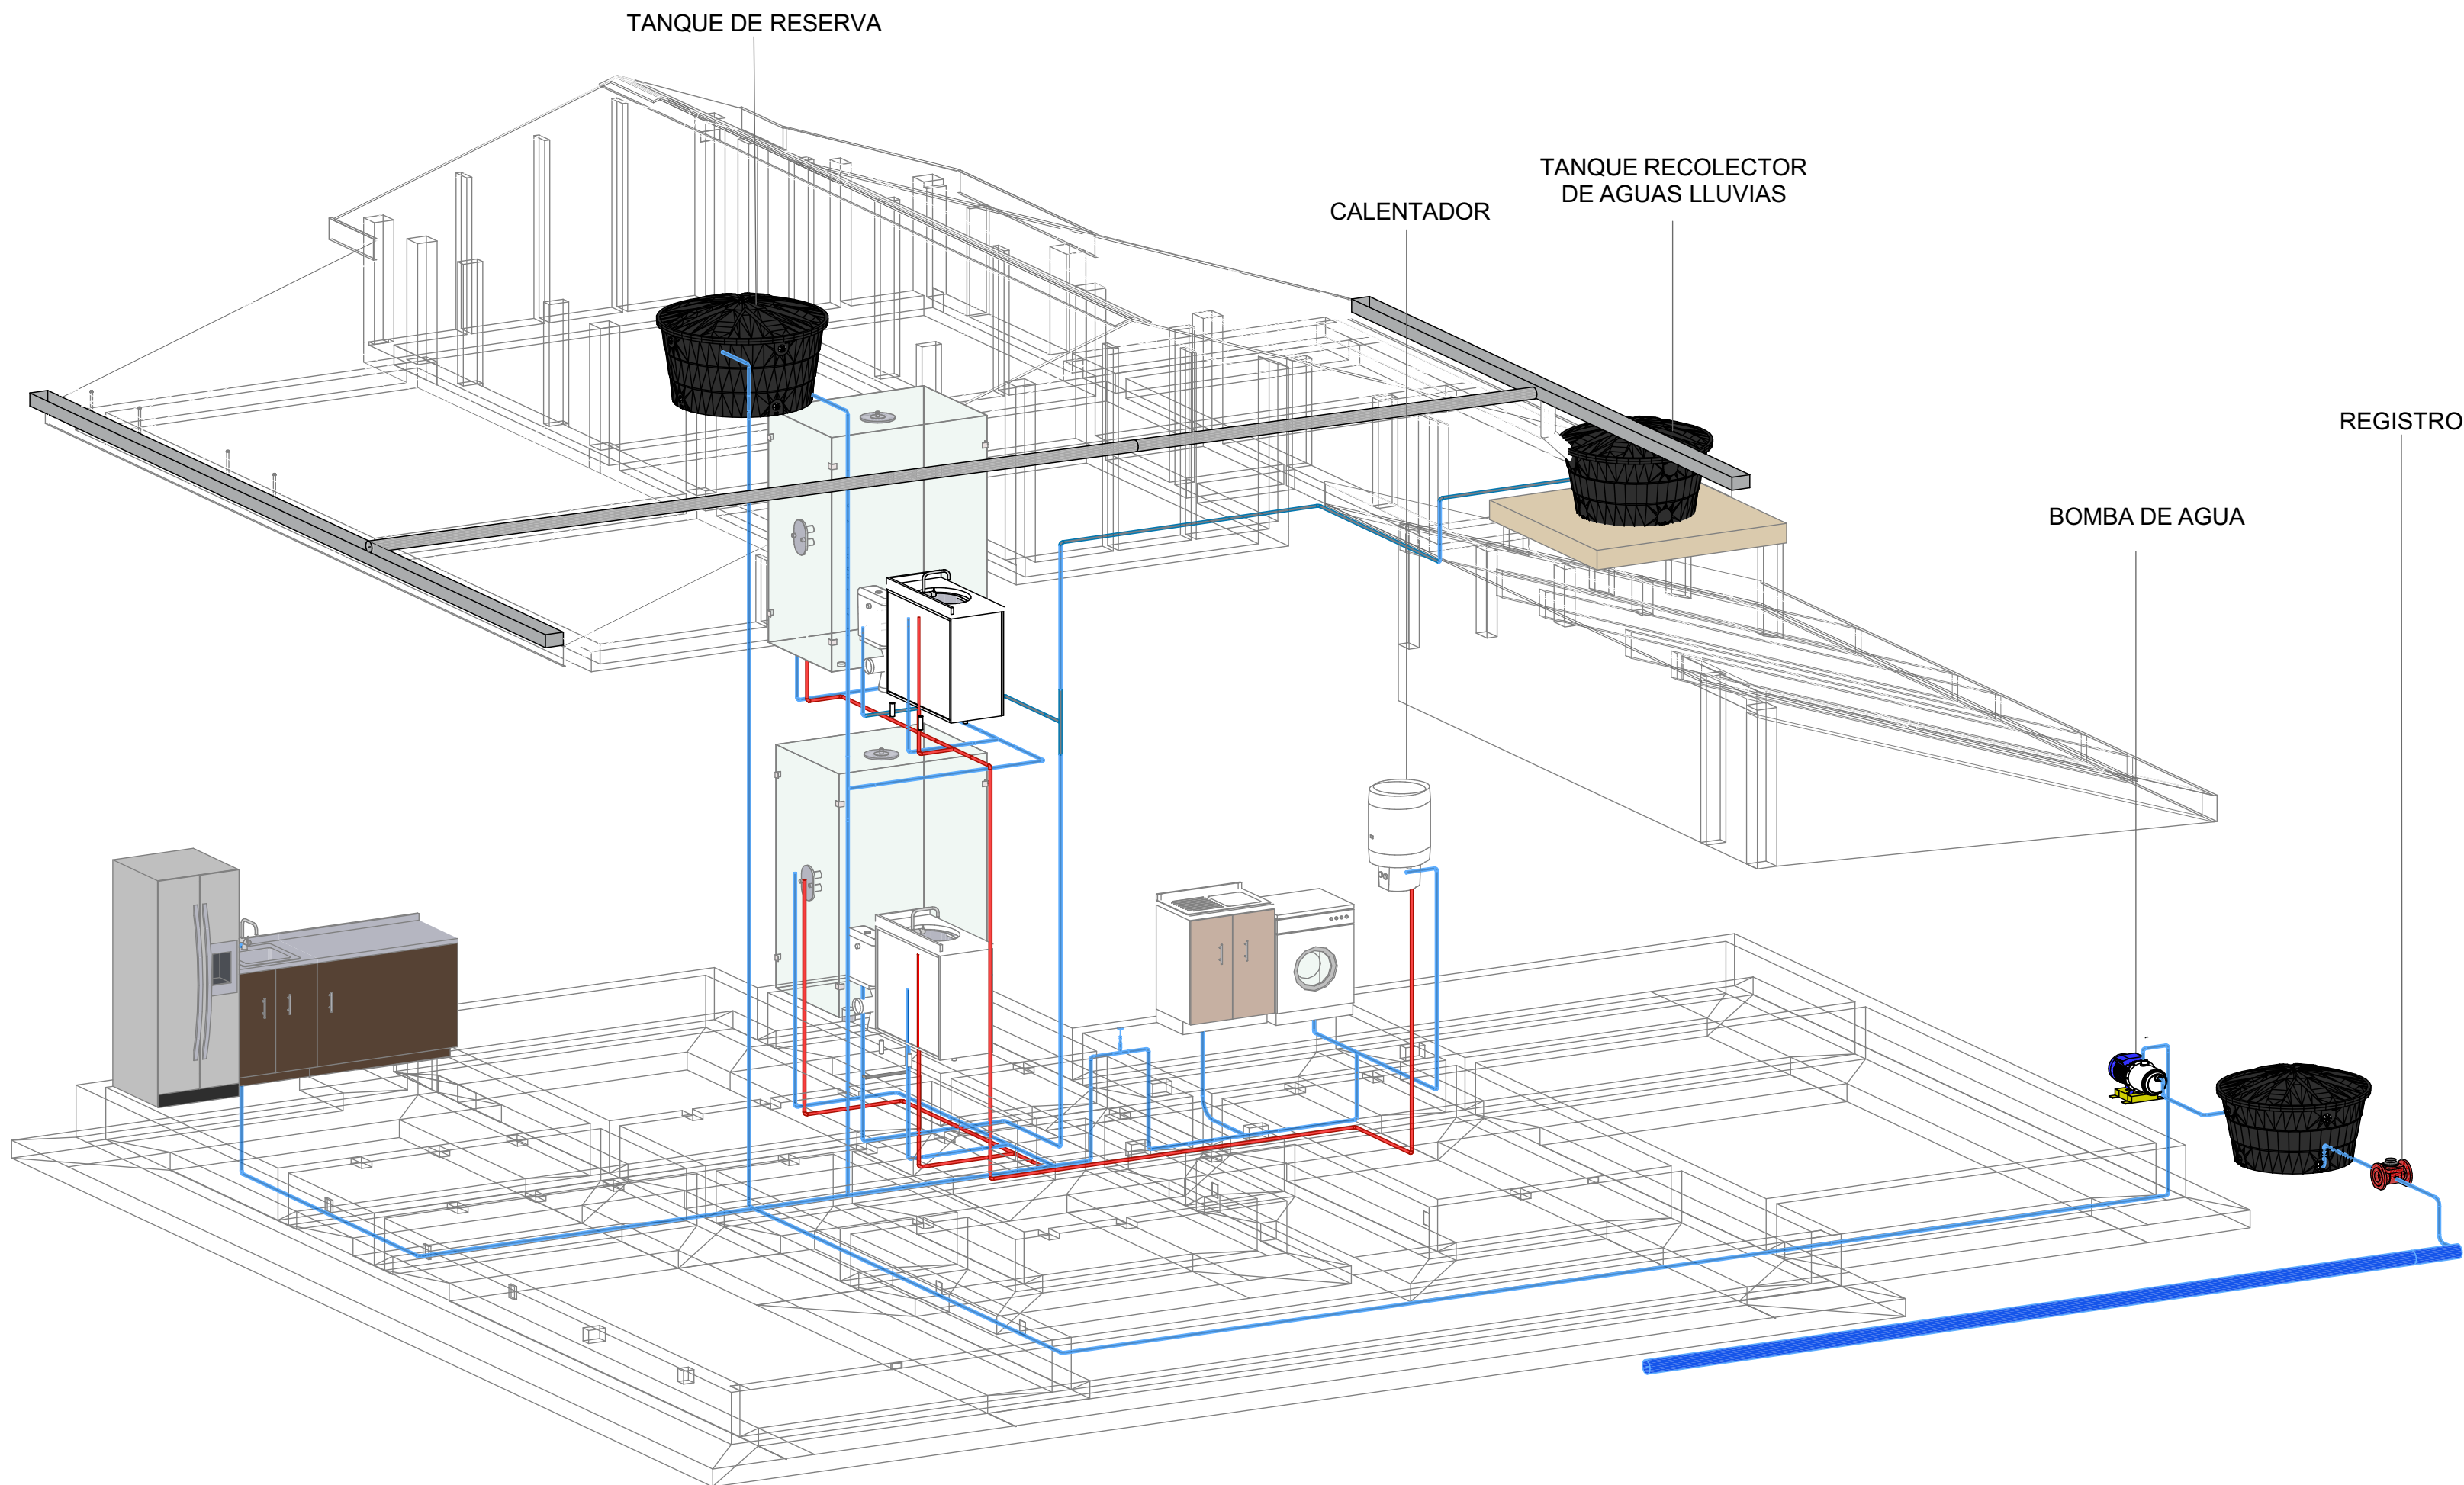 TANQUE DE RESERVA
TANQUE RECOLECTOR
DE AGUAS LLUVIAS
CALENTADOR
REGISTRO
BOMBA DE AGUA